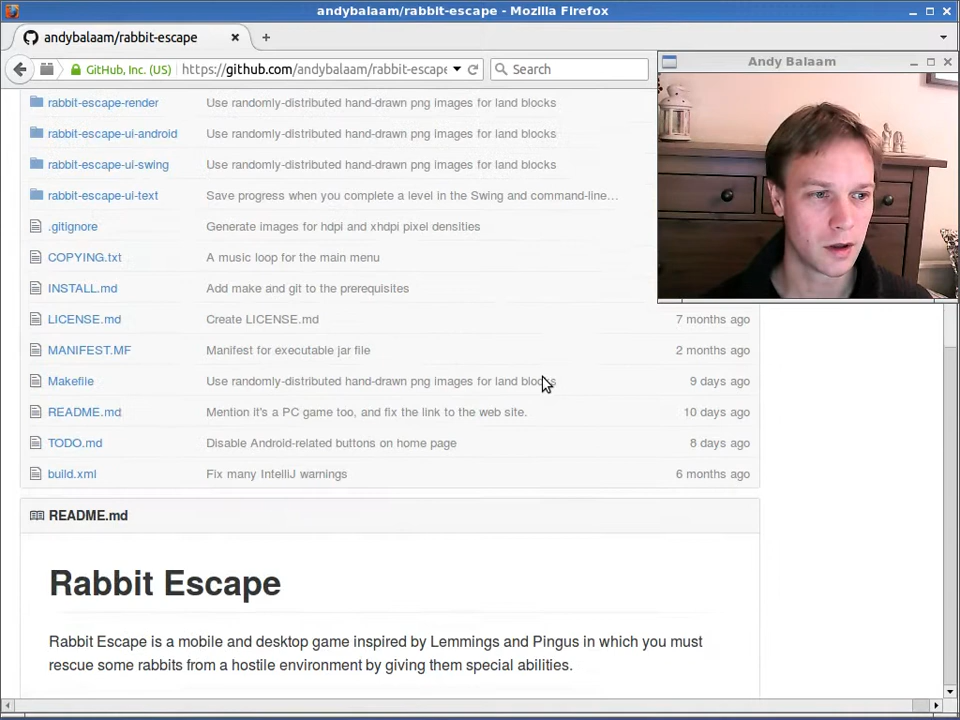 andybalaam/rabbit-escape - Mozilla Firefox
andybalaam/rabbit-escape
GitHub, Inc. (US) https://github.com/andybalaam/rabbit-escape Search
Andy Balaam
rabbit-escape-render Use randomly-distributed hand-drawn png images for land blocks
rabbit-escape-ui-android Use randomly-distributed hand-drawn png images for land blocks
rabbit-escape-ui-swing Use randomly-distributed hand-drawn png images for land blocks
rabbit-escape-ui-text Save progress when you complete a level in the Swing and command-line…
.gitignore Generate images for hdpi and xhdpi pixel densities
COPYING.txt A music loop for the main menu
INSTALL.md Add make and git to the prerequisites
LICENSE.md Create LICENSE.md 7 months ago
MANIFEST.MF Manifest for executable jar file 2 months ago
Makefile Use randomly-distributed hand-drawn png images for land blocks 9 days ago
README.md Mention it's a PC game too, and fix the link to the web site. 10 days ago
TODO.md Disable Android-related buttons on home page 8 days ago
build.xml Fix many IntelliJ warnings 6 months ago
README.md
Rabbit Escape
Rabbit Escape is a mobile and desktop game inspired by Lemmings and Pingus in which you must
rescue some rabbits from a hostile environment by giving them special abilities.